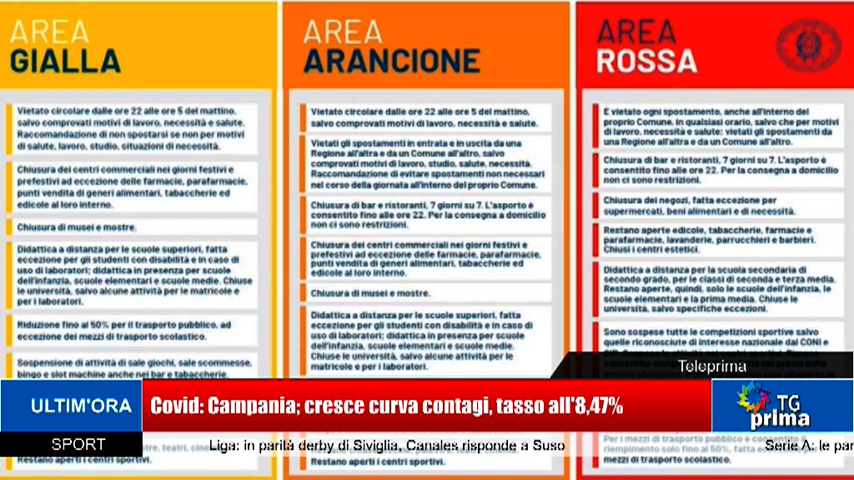 AREA
GIALLA
Vietato circolare dalle ore 22 alle ore 5 del mattino,
salvo comprovati motivi di lavoro, necessità e salute.
Raccomandazione di non spostarsi se non per motivi
di salute, lavoro, studio, situazioni di necessità.
Chiusura dei centri commerciali nei giorni festivi e
prefestivi ad eccezione delle farmacie, parafarmacie,
punti vendita di generi alimentari, tabaccherie ed
edicole al loro interno.
Chiusura di musei e mostre.
Didattica a distanza per le scuole superiori, fatta
eccezione per gli studenti con disabilità e in caso di
uso di laboratori; didattica in presenza per scuole
dell'infanzia, scuole elementari e scuole medie. Chiuse
le università, salvo alcune attività per le matricole e
per i laboratori.
Riduzione fino al 50% per il trasporto pubblico, ad
eccezione dei mezzi di trasporto scolastico.
Sospensione di attività di sale giochi, sale scommesse,
bingo e slot machine anche nei bar e tabaccherie.
teatri, cine
Restano aperti i centri sportivi.
AREA
ARANCIONE
Vietato circolare dalle ore 22 alle ore 5 del mattino,
salvo comprovati motivi di lavoro, necessità e salute.
Vietati gli spostamenti in entrata e in uscita da una
Regione all'altra e da un Comune all'altro, salvo
comprovati motivi di lavoro, studio, salute, necessità.
Raccomandazione di evitare spostamenti non necessari
nel corso della giornata all'interno del proprio Comune.
Chiusura di bar e ristoranti, 7 giorni su 7. L'asporto è
consentito fino alle ore 22. Per la consegna a domicilio
non ci sono restrizioni.
Chiusura dei centri commerciali nei giorni festivi e
prefestivi ad eccezione delle farmacie, parafarmacie,
punti vendita di generi alimentari, tabaccherie ed
edicole al loro interno.
Chiusura di musei e mostre.
Didattica a distanza per le scuole superiori, fatta
eccezione per gli studenti con disabilità e in caso di
uso di laboratori; didattica in presenza per scuole
dell'infanzia, scuole elementari e scuole medie.
Chiuse le università, salvo alcune attività per le
matricole e per i laboratori.
Restano aperti i centri sportivi.
AREA
ROSSA
È vietato ogni spostamento, anche all'interno del
proprio Comune, in qualsiasi orario, salvo che per motivi
di lavoro, necessità e salute; vietati gli spostamenti da
una Regione all'altra e da un Comune all'altro.
Chiusura di bar e ristoranti, 7 giorni su 7. L'asporto è
consentito fino alle ore 22. Per la consegna a domicilio
non ci sono restrizioni.
Chiusura dei negozi, fatta eccezione per
supermercati, beni alimentari e di necessità.
Restano aperte edicole, tabaccherie, farmacie e
parafarmacie, lavanderie, parrucchieri e barbieri.
Chiusi i centri estetici.
Didattica a distanza per la scuola secondaria di
secondo grado, per le classi di seconda e terza media.
Restano aperte, quindi, solo le scuole dell'infanzia, le
scuole elementari e la prima media. Chiuse le
università, salvo specifiche eccezioni.
Sono sospese tutte le competizioni sportive salvo
quelle riconosciute di interesse nazionale dal CONI e
Per i mezzi di trasporto pubblico è consentito il
riempimento solo fino al 50%, fatta
mezzi di trasporto scolastico.
Teleprima
ULTIM'ORA
Covid: Campania; cresce curva contagi, tasso all'8,47%
TG
prima
SPORT
Liga: in parità derby di Siviglia, Canales risponde a Suso
Serie A: le par